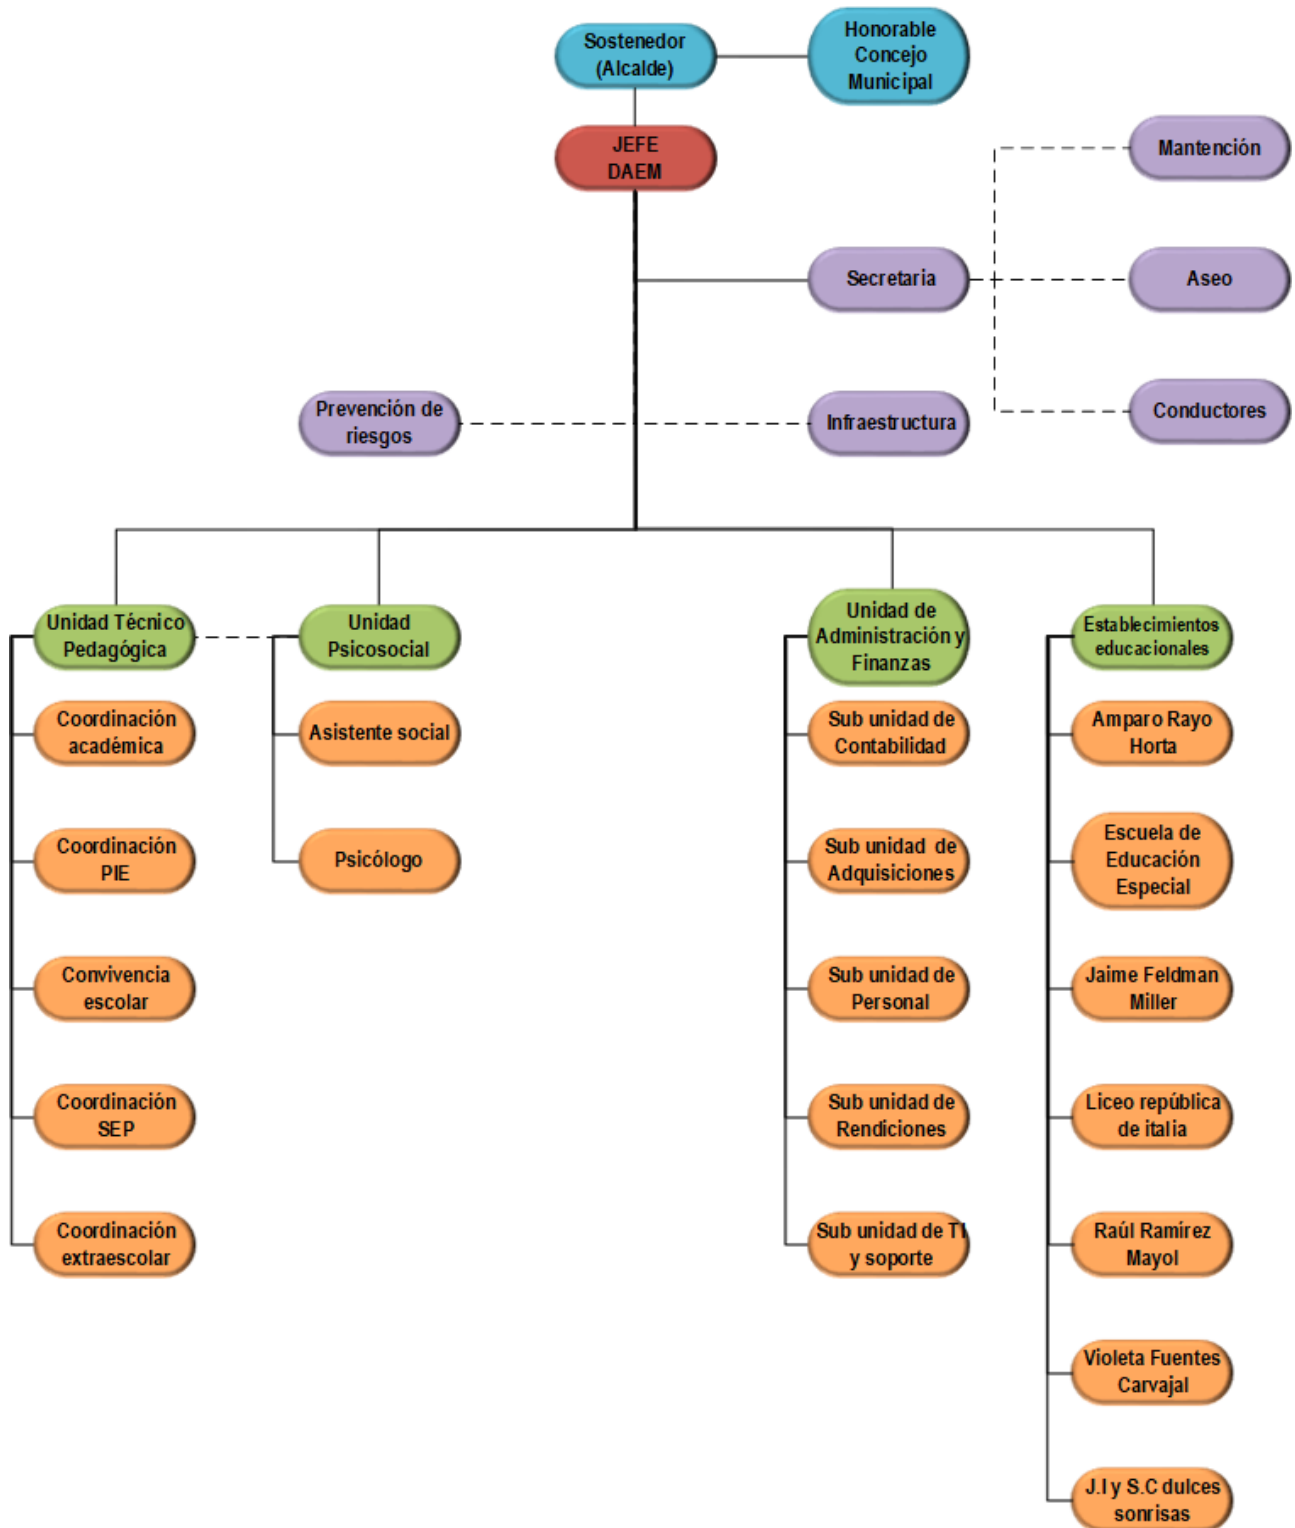 Sostenedor
(Alcalde)
Honorable
Concejo
Municipal
JEFE
DAEM
Mantención
Secretaria
Aseo
Prevención de
riesgos
Infraestructura
Conductores
Unidad Técnico
Pedagógica
Unidad
Psicosocial
Unidad de
Administración y
Finanzas
Establecimientos
educacionales
Coordinación
académica
Asistente social
Sub unidad de
Contabilidad
Amparo Rayo
Horta
Coordinación
PIE
Psicólogo
Sub unidad de
Adquisiciones
Escuela de
Educación
Especial
Convivencia
escolar
Sub unidad de
Personal
Jaime Feldman
Miller
Coordinación
SEP
Sub unidad de
Rendiciones
Liceo república
de italia
Coordinación
extraescolar
Sub unidad de TI
y soporte
Raúl Ramírez
Mayol
Violeta Fuentes
Carvajal
J.I y S.C dulces
sonrisas